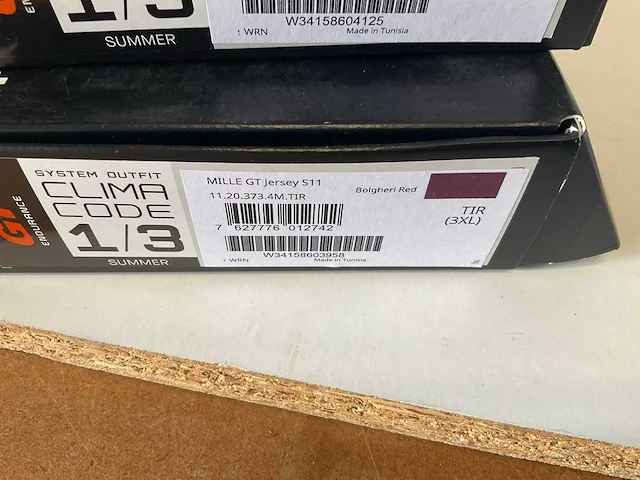 1/3
SUMMER
W34158604125
↑ WRN
Made in Tunisia
GT
ENDURANCE
SYSTEM OUTFIT
CLIMA
CODE
1/3
SUMMER
MILLE GT Jersey S11
Bolgheri Red
11.20.373.4M.TIR
TIR
(3XL)
7 627776 012742
W34158603958
↑ WRN
Made in Tunisia